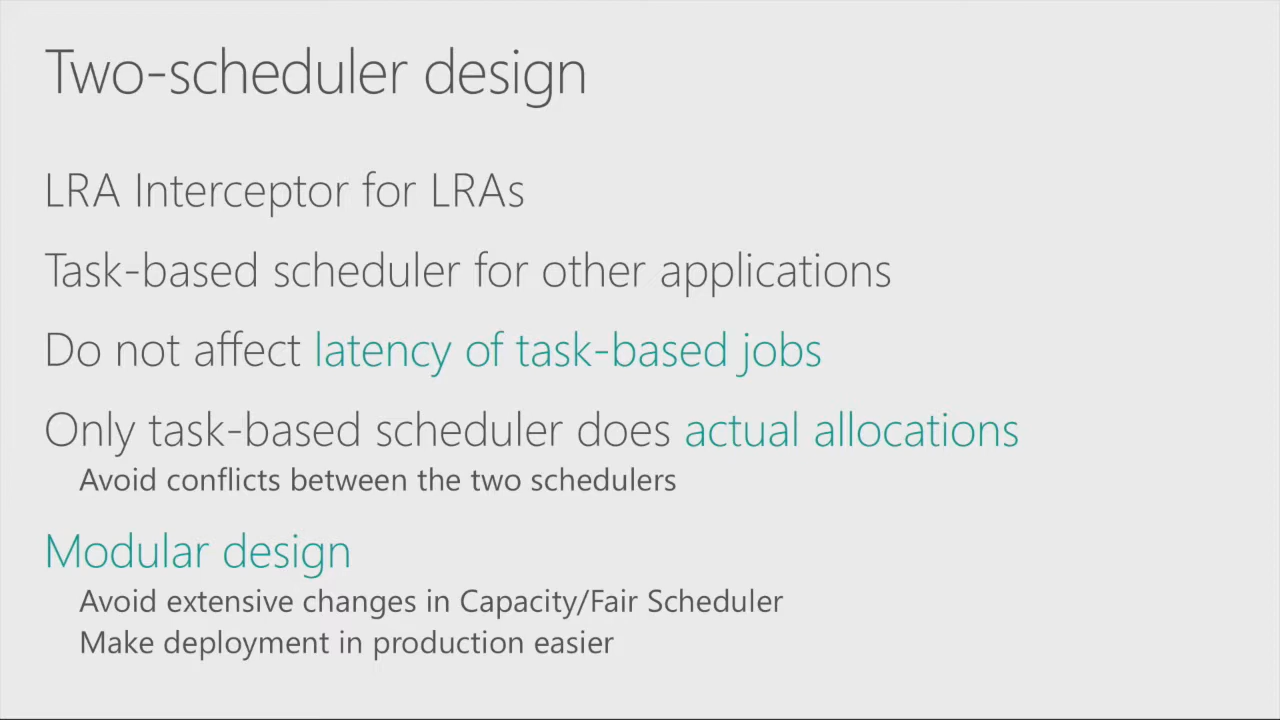 Two-scheduler design
LRA Interceptor for LRAs
Task-based scheduler for other applications
Do not affect latency of task-based jobs
Only task-based scheduler does actual allocations
Avoid conflicts between the two schedulers
Modular design
Avoid extensive changes in Capacity/Fair Scheduler
Make deployment in production easier